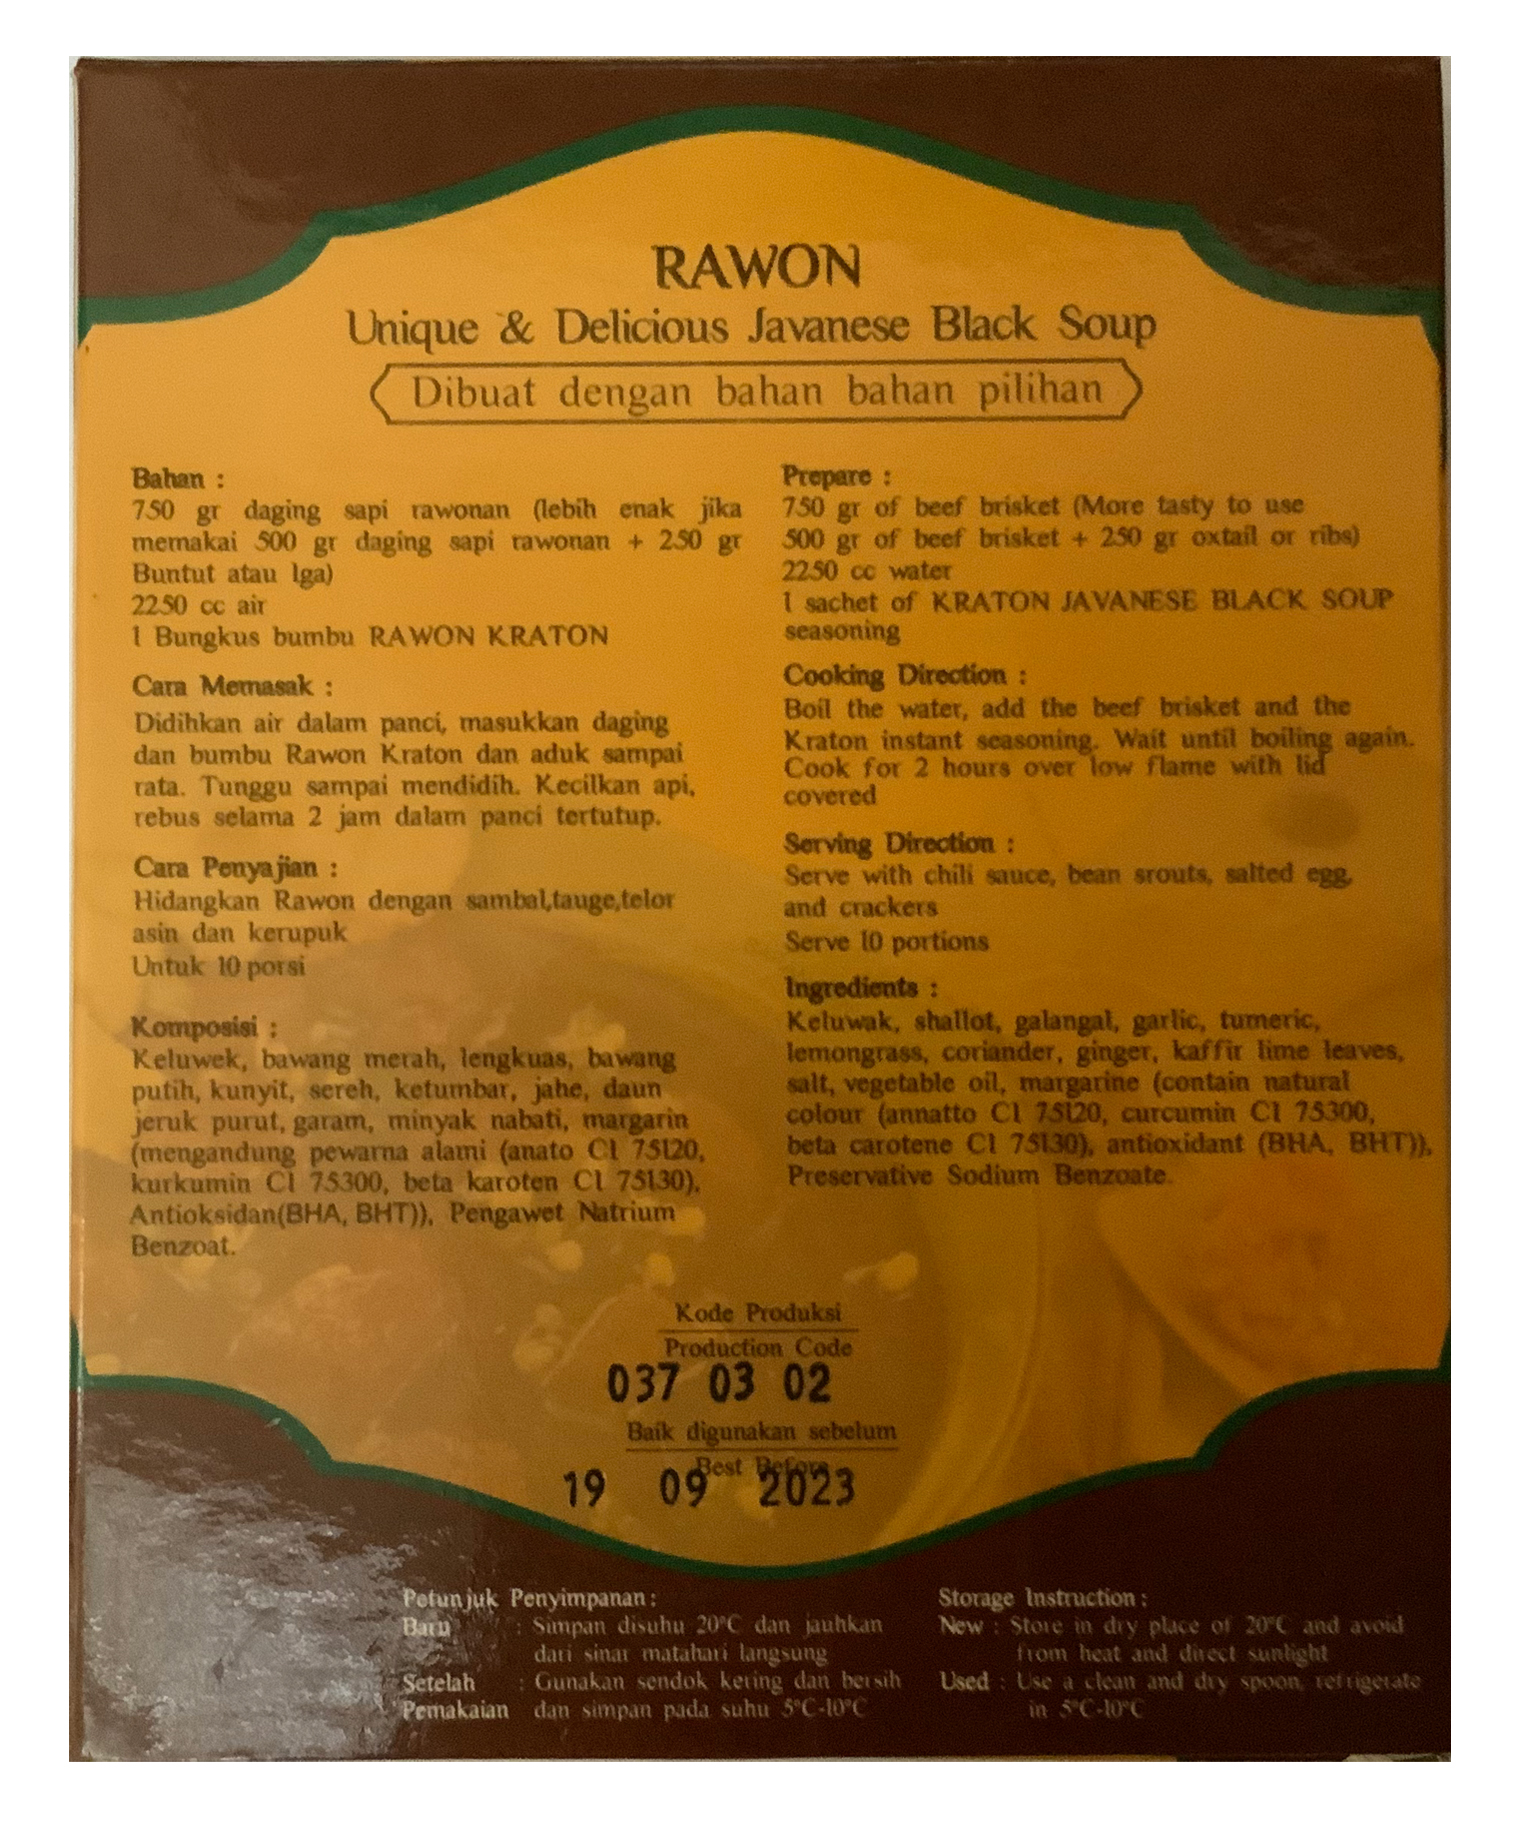 RAWON
Unique & Delicious Javanese Black Soup
Dibuat dengan bahan bahan pilihan
Bahan :
750 gr daging sapi rawonan (lebih enak jika
memakai 500 gr daging sapi rawonan + 250 gr
Buntut atau Iga)
2250 cc air
1 Bungkus bumbu RAWON KRATON
Cara Memasak :
Didihkan air dalam panci, masukkan daging
dan bumbu Rawon Kraton dan aduk sampai
rata. Tunggu sampai mendidih. Kecilkan api,
rebus selama 2 jam dalam panci tertutup.
Cara Penyajian :
Hidangkan Rawon dengan sambal,tauge,telor
asin dan kerupuk
Untuk 10 porsi
Komposisi :
Keluwek, bawang merah, lengkuas, bawang
putih, kunyit, sereh, ketumbar, jahe, daun
jeruk purut, garam, minyak nabati, margarin
(mengandung pewarna alami (anato CI 75120,
kurkumin CI 75300, beta karoten CI 75130),
Antioksidan(BHA, BHT)), Pengawet Natrium
Benzoat.
Prepare :
750 gr of beef brisket (More tasty to use
500 gr of beef brisket + 250 gr oxtail or ribs)
2250 cc water
1 sachet of KRATON JAVANESE BLACK SOUP
seasoning
Cooking Direction :
Boil the water, add the beef brisket and the
Kraton instant seasoning. Wait until boiling again.
Cook for 2 hours over low flame with lid
covered
Serving Direction :
Serve with chili sauce, bean srouts, salted egg,
and crackers
Serve 10 portions
Ingredients :
Keluwak, shallot, galangal, garlic, tumeric,
lemongrass, coriander, ginger, kaffir lime leaves,
salt, vegetable oil, margarine (contain natural
colour (annatto CI 75120, curcumin CI 75300,
beta carotene CI 75130), antioxidant (BHA, BHT)),
Preservative Sodium Benzoate.
Kode Produksi
Production Code
037 03 02
Baik digunakan sebelum
Best Before
19 09 2023
Petunjuk Penyimpanan :
Baru : Simpan disuhu 20°C dan jauhkan
dari sinar matahari langsung
Setelah : Gunakan sendok kering dan bersih
Pemakaian dan simpan pada suhu 5°C-10°C
Storage Instruction :
New : Store in dry place of 20°C and avoid
from heat and direct sunlight
Used : Use a clean and dry spoon, refrigerate
in 5°C-10°C